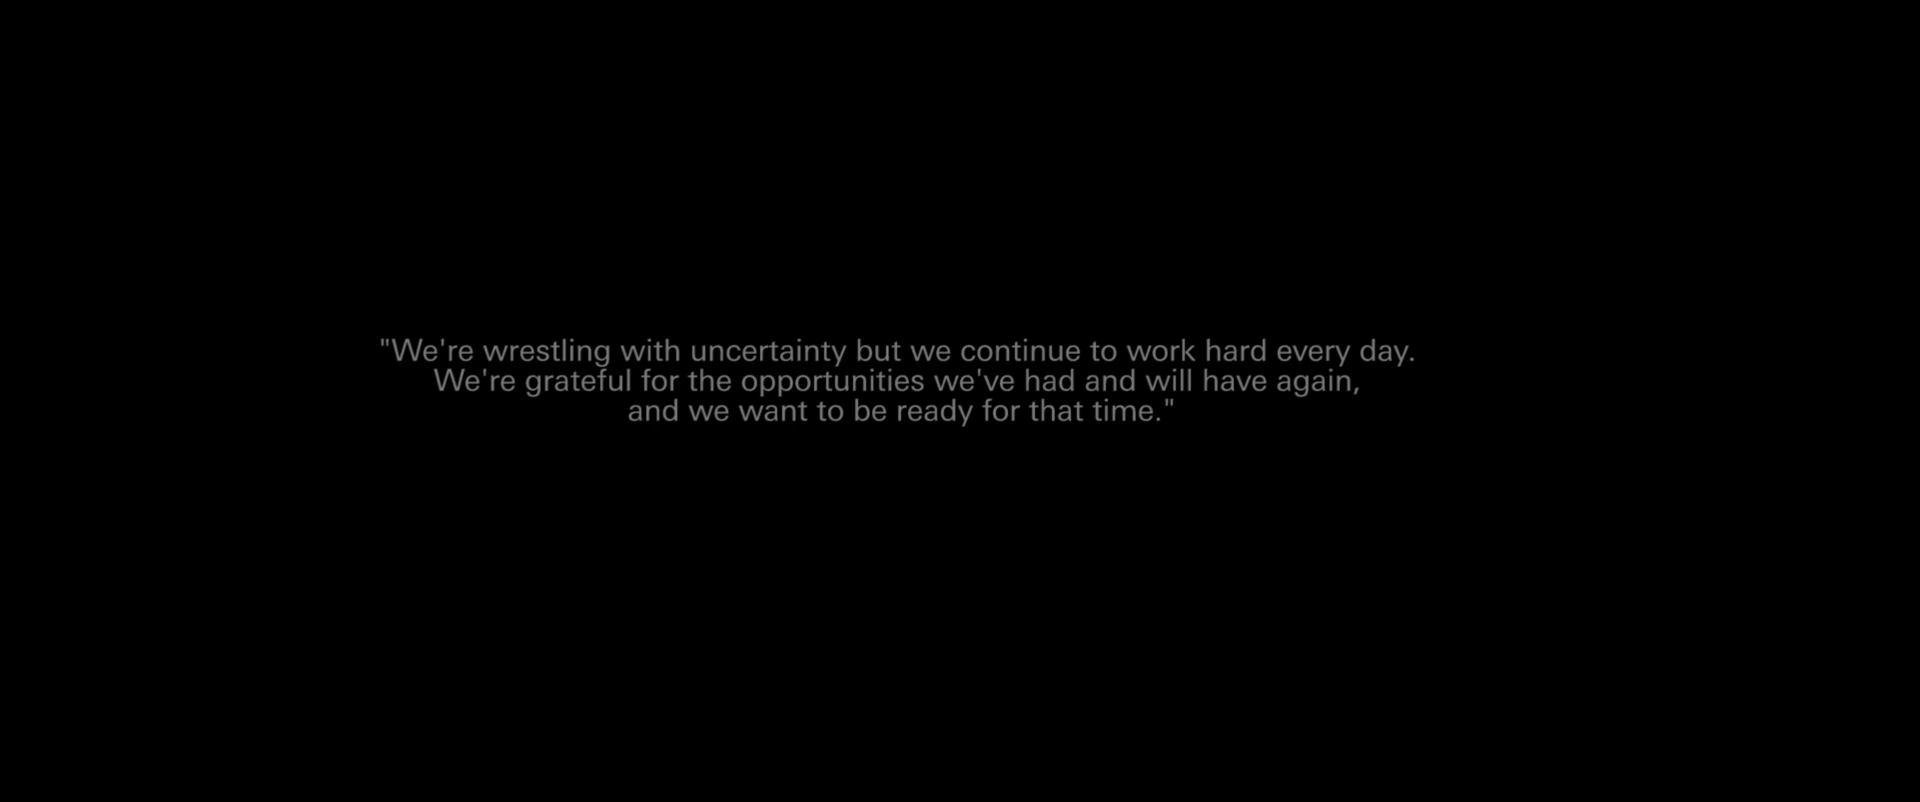 "We're wrestling with uncertainty but we continue to work hard every day.
We're grateful for the opportunities we've had and will have again,
and we want to be ready for that time."